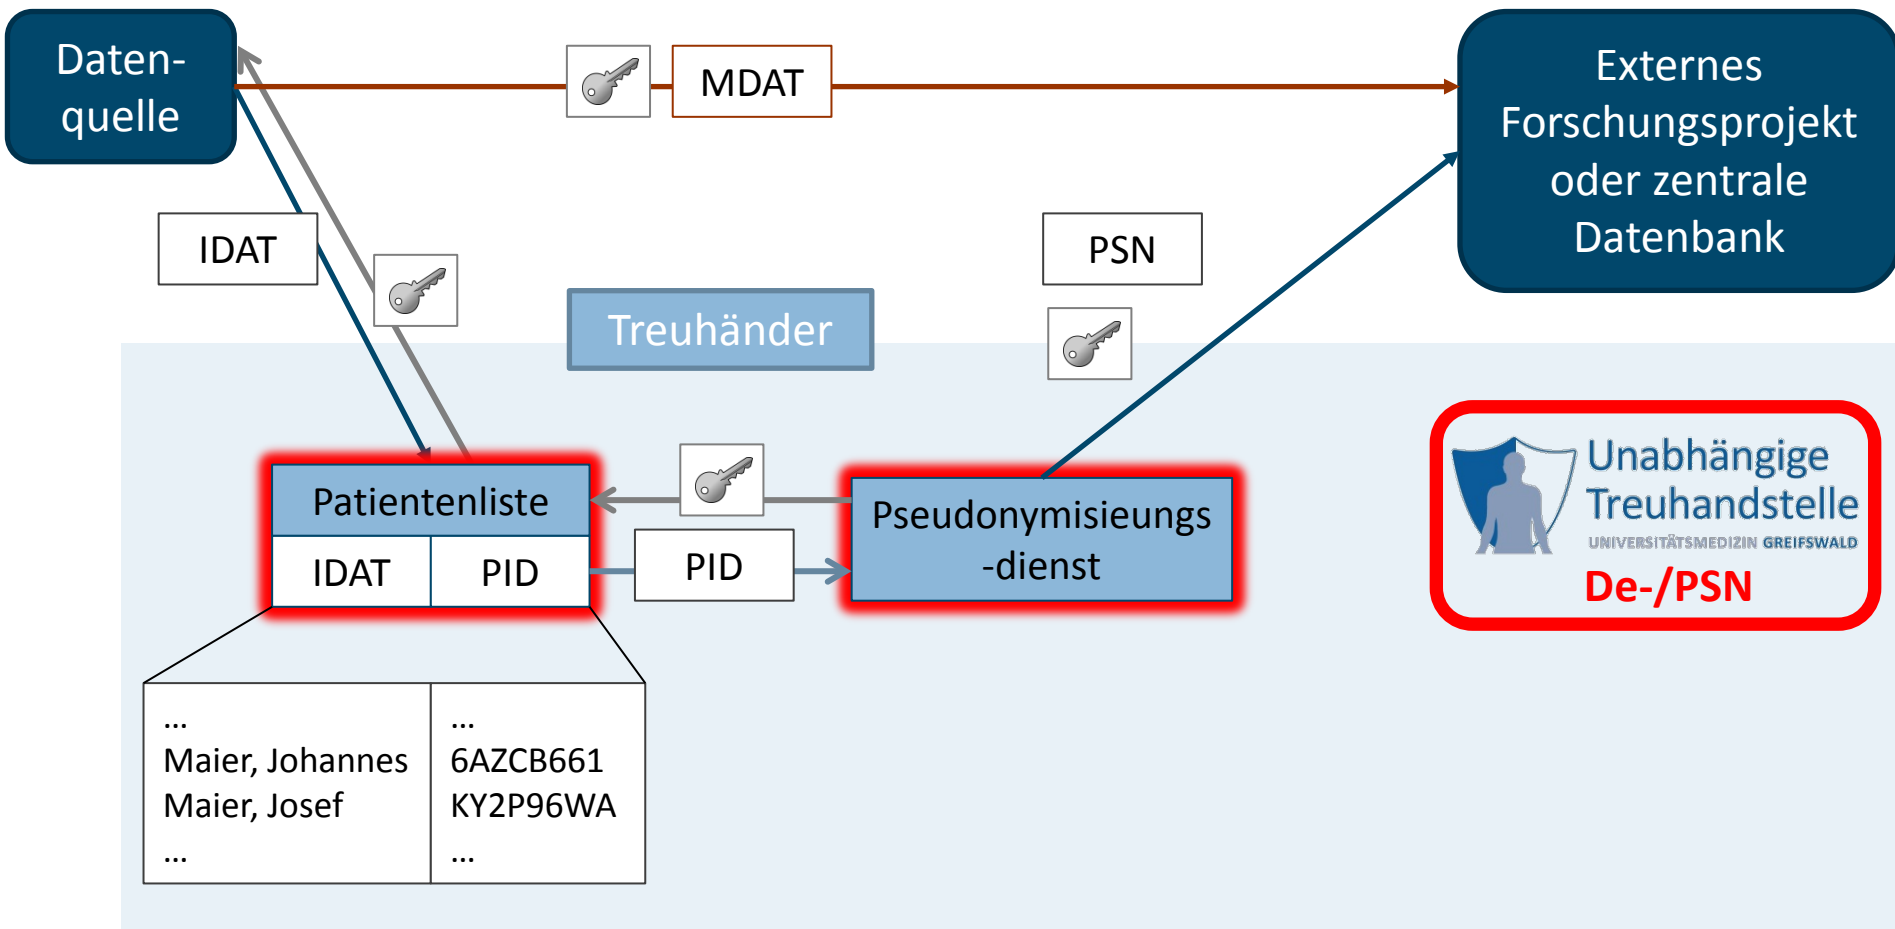 Daten-
quelle
MDAT
Externes
Forschungsprojekt
oder zentrale
Datenbank
IDAT
PSN
Treuhänder
Patientenliste
IDAT
PID
PID
Pseudonymisieungs
-dienst
Unabhängige
Treuhandstelle
UNIVERSITÄTSMEDIZIN GREIFSWALD
De-/PSN
...
Maier, Johannes
Maier, Josef
...
...
6AZCB661
KY2P96WA
...